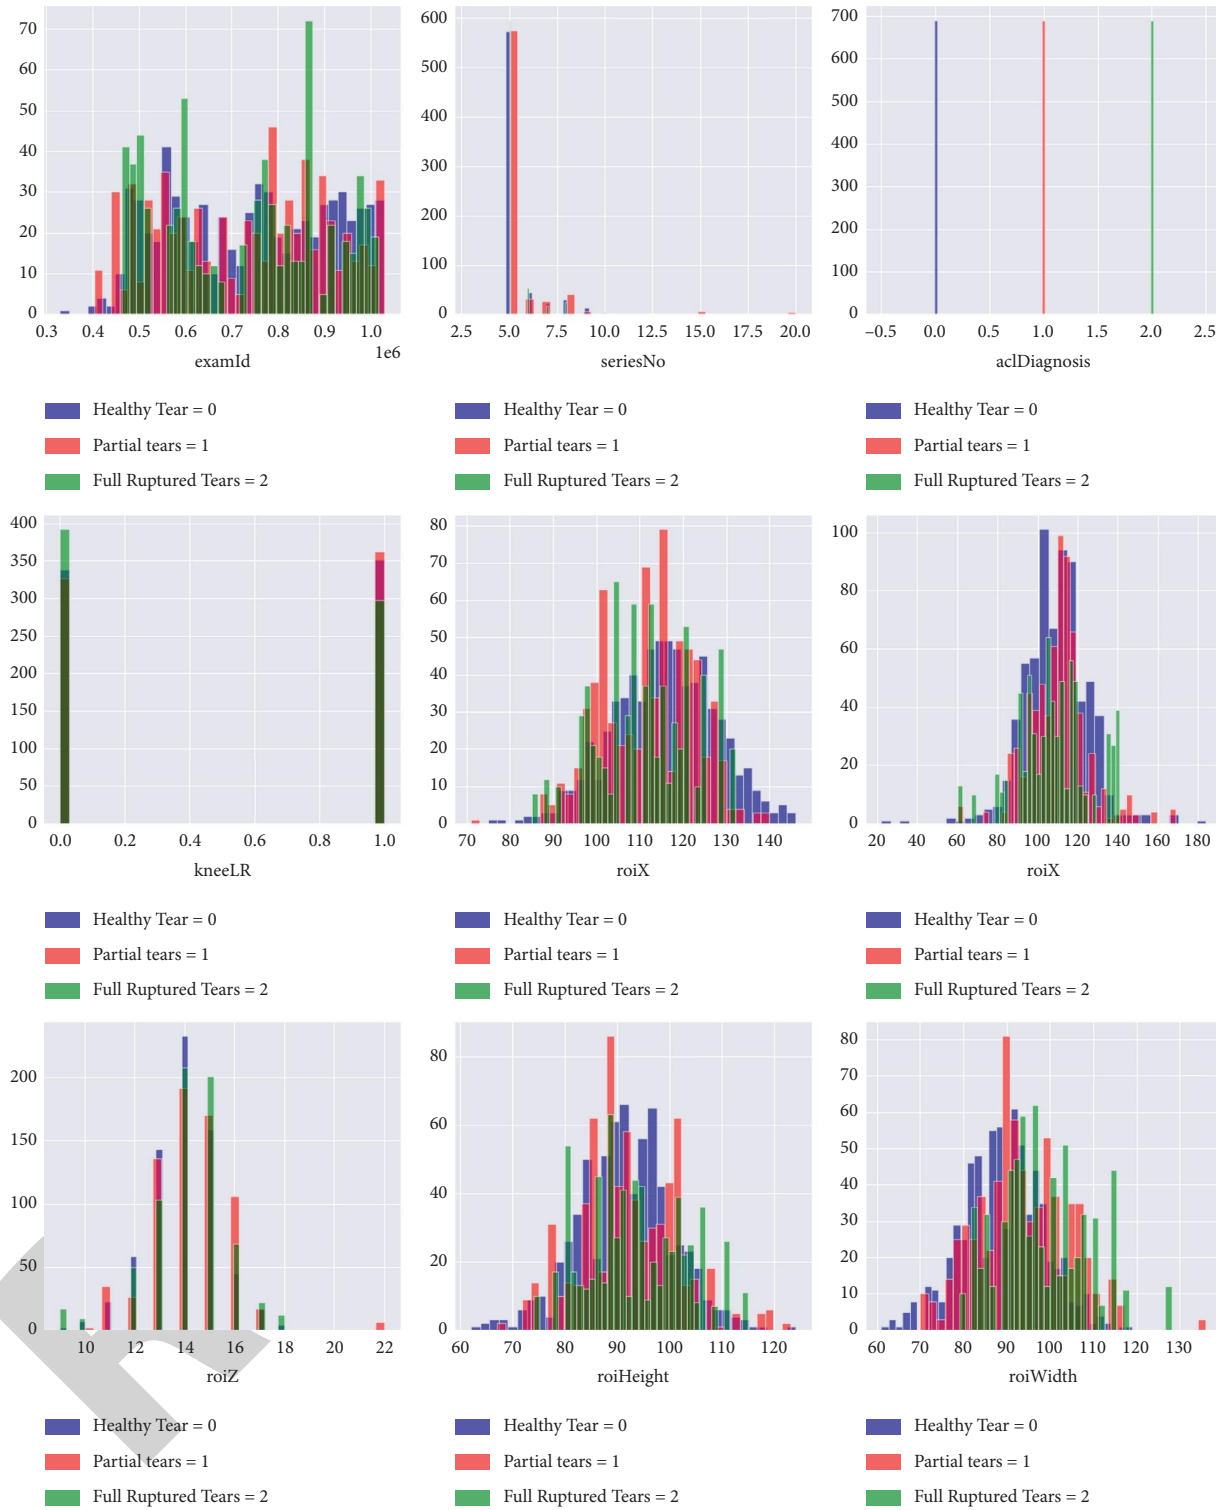 70
60
50
40
30
20
10
0
0.3 0.4 0.5 0.6 0.7 0.8 0.9 1.0
1e6
examId
600
500
400
300
200
100
0
2.5 5.0 7.5 10.0 12.5 15.0 17.5 20.0
seriesNo
700
600
500
400
300
200
100
0
−0.5 0.0 0.5 1.0 1.5 2.0 2.5
aclDiagnosis
Healthy Tear = 0
Partial tears = 1
Full Ruptured Tears = 2
Healthy Tear = 0
Partial tears = 1
Full Ruptured Tears = 2
Healthy Tear = 0
Partial tears = 1
Full Ruptured Tears = 2
400
350
300
250
200
150
100
50
0
0.0 0.2 0.4 0.6 0.8 1.0
kneeLR
80
70
60
50
40
30
20
10
0
70 80 90 100 110 120 130 140
roiX
100
80
60
40
20
0
20 40 60 80 100 120 140 160 180
roiX
Healthy Tear = 0
Partial tears = 1
Full Ruptured Tears = 2
Healthy Tear = 0
Partial tears = 1
Full Ruptured Tears = 2
Healthy Tear = 0
Partial tears = 1
Full Ruptured Tears = 2
200
150
100
50
0
10 12 14 16 18 20 22
roiZ
80
60
40
20
0
60 70 80 90 100 110 120
roiHeight
80
70
60
50
40
30
20
10
0
60 70 80 90 100 110 120 130
roiWidth
Healthy Tear = 0
Partial tears = 1
Full Ruptured Tears = 2
Healthy Tear = 0
Partial tears = 1
Full Ruptured Tears = 2
Healthy Tear = 0
Partial tears = 1
Full Ruptured Tears = 2